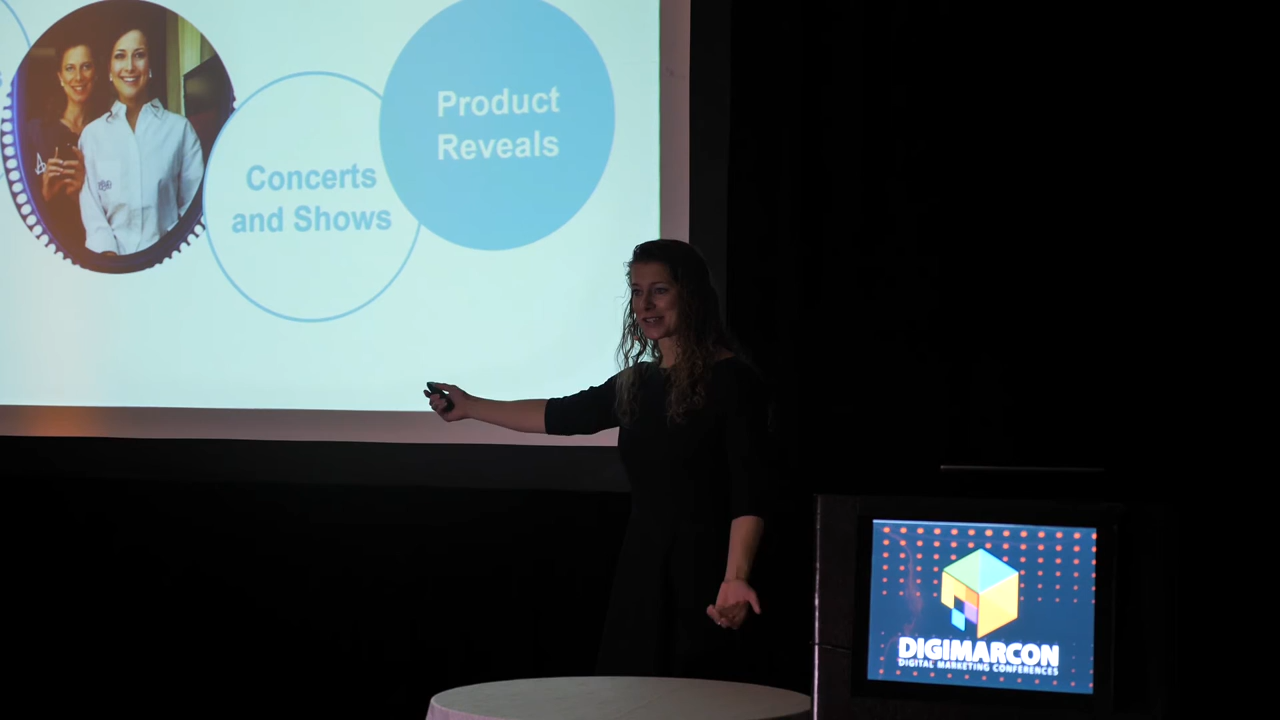 Concerts
and Shows
Product
Reveals
DIGIMARCON
DIGITAL MARKETING CONFERENCES